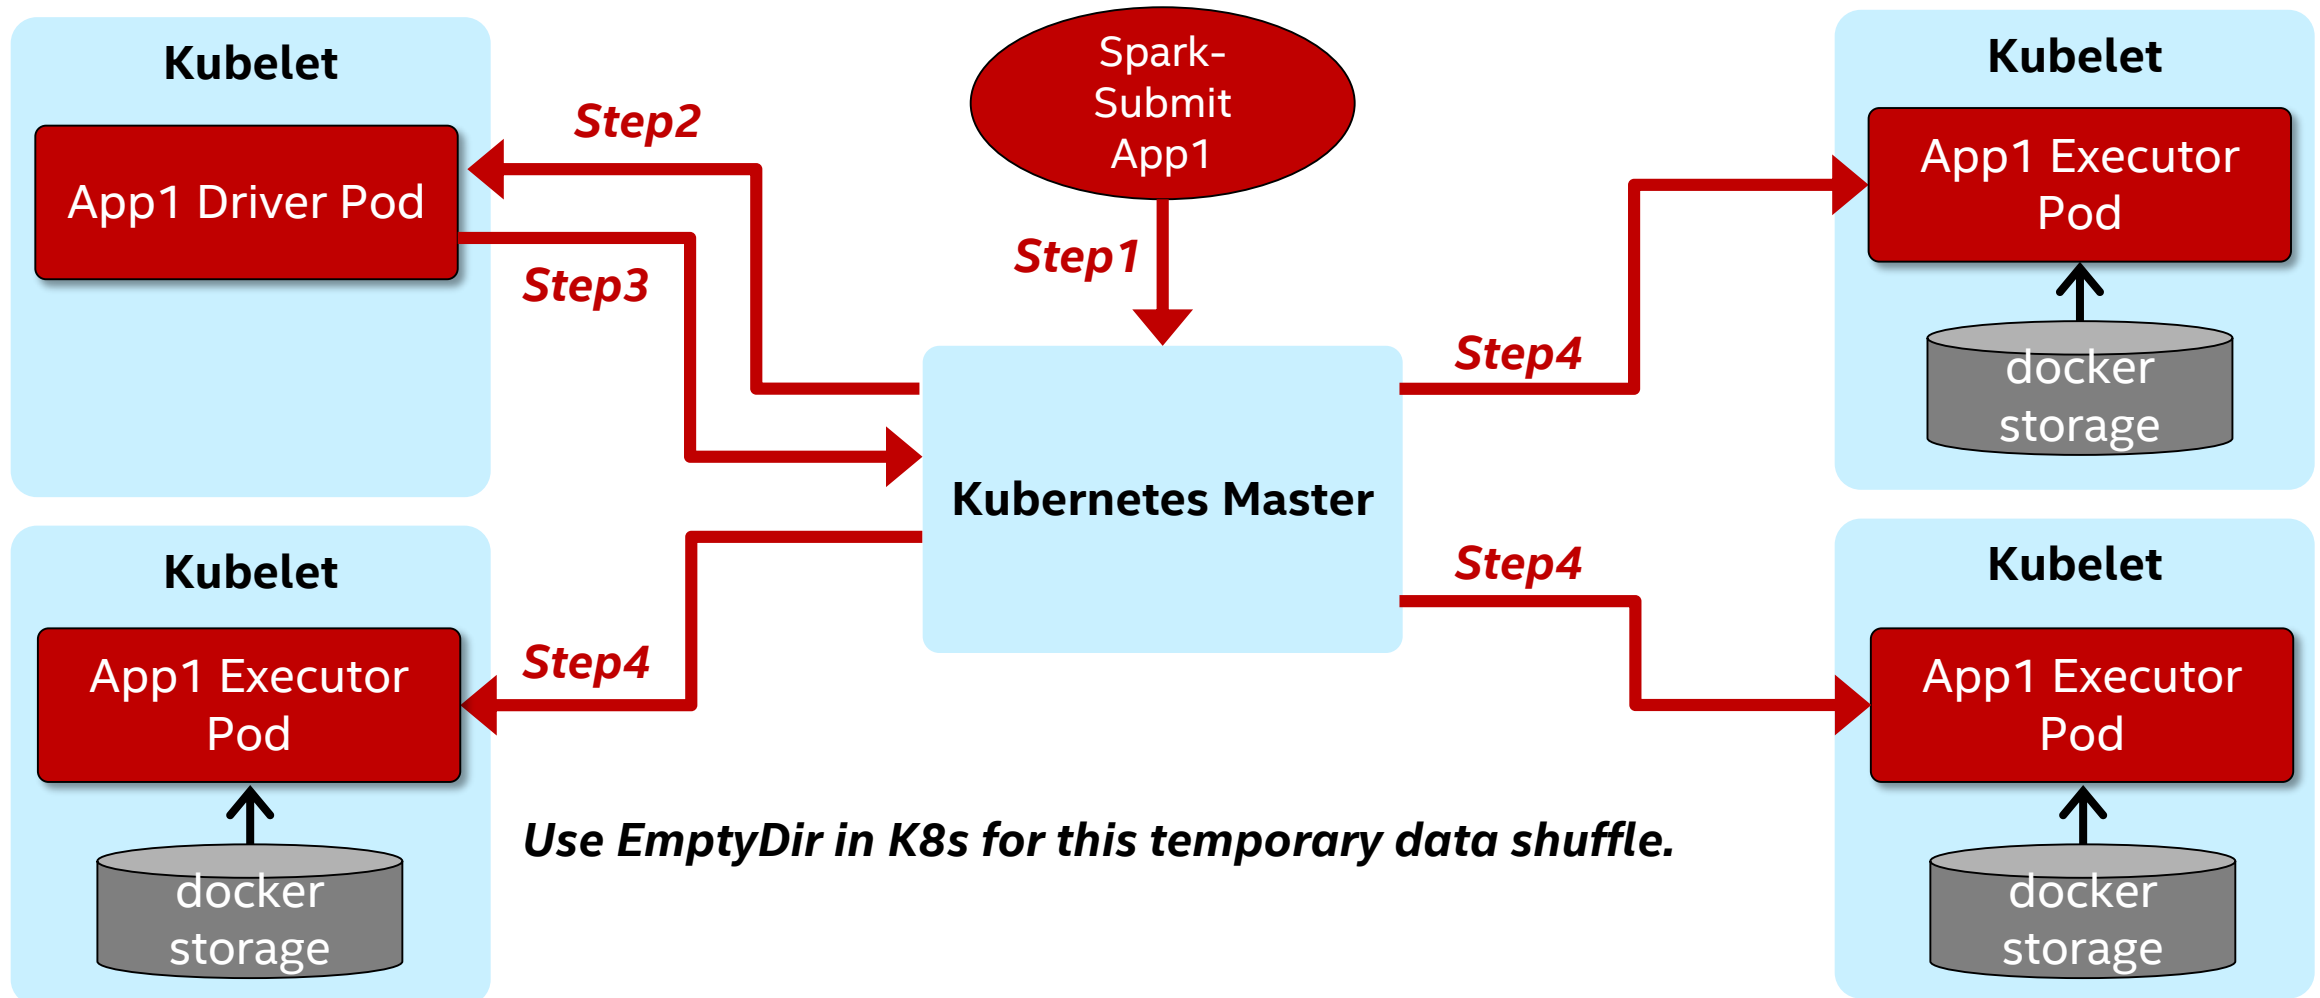 Kubelet
App1 Driver Pod
Step2
Step3
Spark-
Submit
App1
Step1
Kubernetes Master
Step4
Kubelet
App1 Executor
Pod
docker
storage
Kubelet
App1 Executor
Pod
docker
storage
Step4
Step4
Kubelet
App1 Executor
Pod
docker
storage
Use EmptyDir in K8s for this temporary data shuffle.